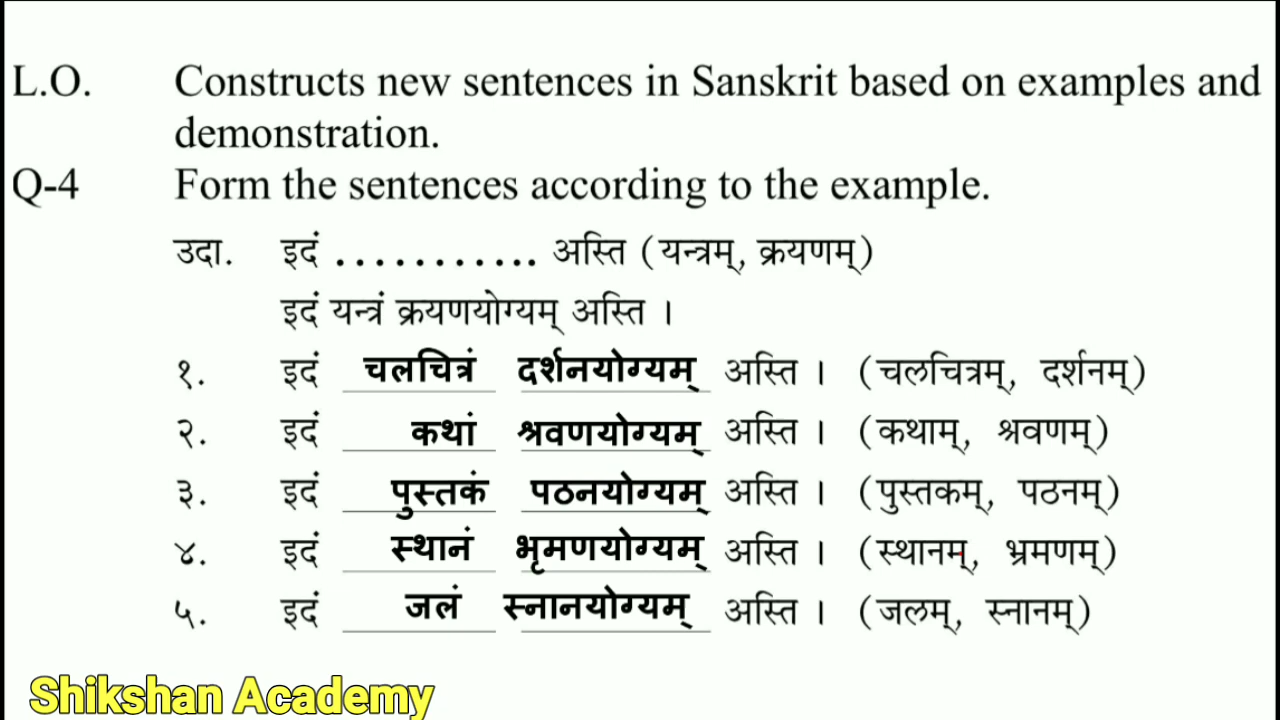 L.O. Constructs new sentences in Sanskrit based on examples and
demonstration.
Q-4 Form the sentences according to the example.
उदा. इदं ........... अस्ति (यन्त्रम्, क्रयणम्)
इदं यन्त्रं क्रयणयोग्यम् अस्ति ।
१. इदं चलचित्रं दर्शनयोग्यम् अस्ति । (चलचित्रम्, दर्शनम्)
२. इदं कथां श्रवणयोग्यम् अस्ति । (कथाम्, श्रवणम्)
३. इदं पुस्तकं पठनयोग्यम् अस्ति । (पुस्तकम्, पठनम्)
४. इदं स्थानं भृमणयोग्यम् अस्ति । (स्थानम्, भ्रमणम्)
५. इदं जलं स्नानयोग्यम् अस्ति । (जलम्, स्नानम्)
Shikshan Academy